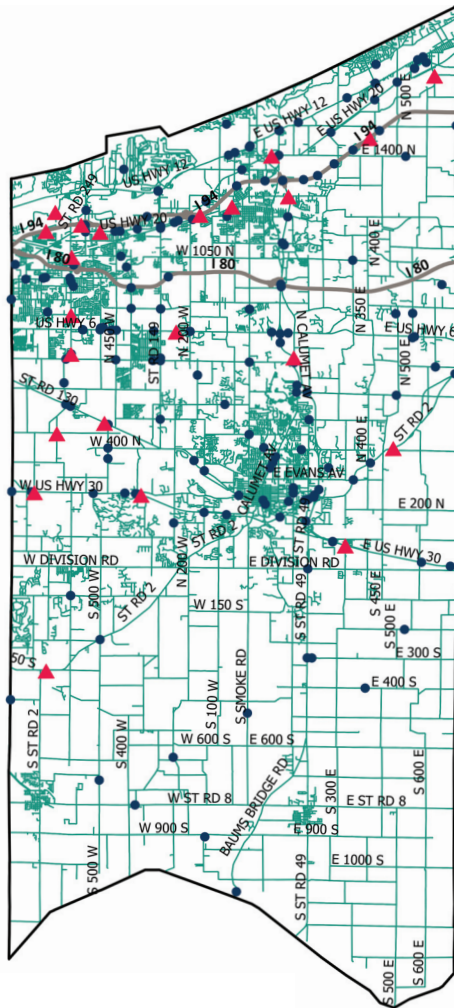 N 500 E
E US HWY 20
E US HWY 12
I 94
E 1400 N
US HWY 12
ST RD 249
I 94
I 94
US HWY 20
N 400 E
W 1050 N
I 80
I 80
I 80
N 350 E
N CALUMET AV
US HWY 6
E US HWY 6
N 450 W
ST RD 149
N 200 W
N 500 E
ST RD 130
ST RD 2
N 400 E
W 400 N
CALUMET AV
E EVANS AV
W US HWY 30
E 200 N
ST RD 49
ST RD 2
E US HWY 30
W DIVISION RD
E DIVISION RD
N 200 W
S 500 W
ST RD 2
S 450 E
W 150 S
S ST RD 49
S 500 E
50 S
E 300 S
S SMOKE RD
E 400 S
S 100 W
S ST RD 2
S 400 W
W 600 S
E 600 S
S 600 E
BAUMS BRIDGE RD
W ST RD 8
S 300 E
E ST RD 8
W 900 S
E 900 S
E 1000 S
S 500 W
S ST RD 49
S 500 E
S 600 E